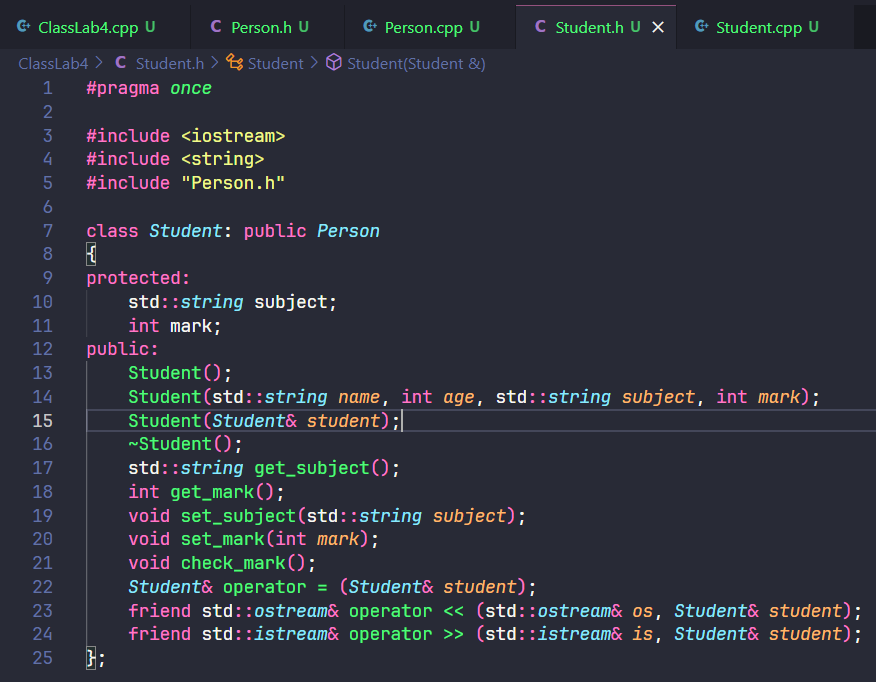 ClassLab4.cpp U Person.h U Person.cpp U Student.h U Student.cpp U
ClassLab4 > C Student.h > Student > Student(Student &)
1 #pragma once
2
3 #include <iostream>
4 #include <string>
5 #include "Person.h"
6
7 class Student: public Person
8 {
9 protected:
10 std::string subject;
11 int mark;
12 public:
13 Student();
14 Student(std::string name, int age, std::string subject, int mark);
15 Student(Student& student);
16 ~Student();
17 std::string get_subject();
18 int get_mark();
19 void set_subject(std::string subject);
20 void set_mark(int mark);
21 void check_mark();
22 Student& operator = (Student& student);
23 friend std::ostream& operator << (std::ostream& os, Student& student);
24 friend std::istream& operator >> (std::istream& is, Student& student);
25 };